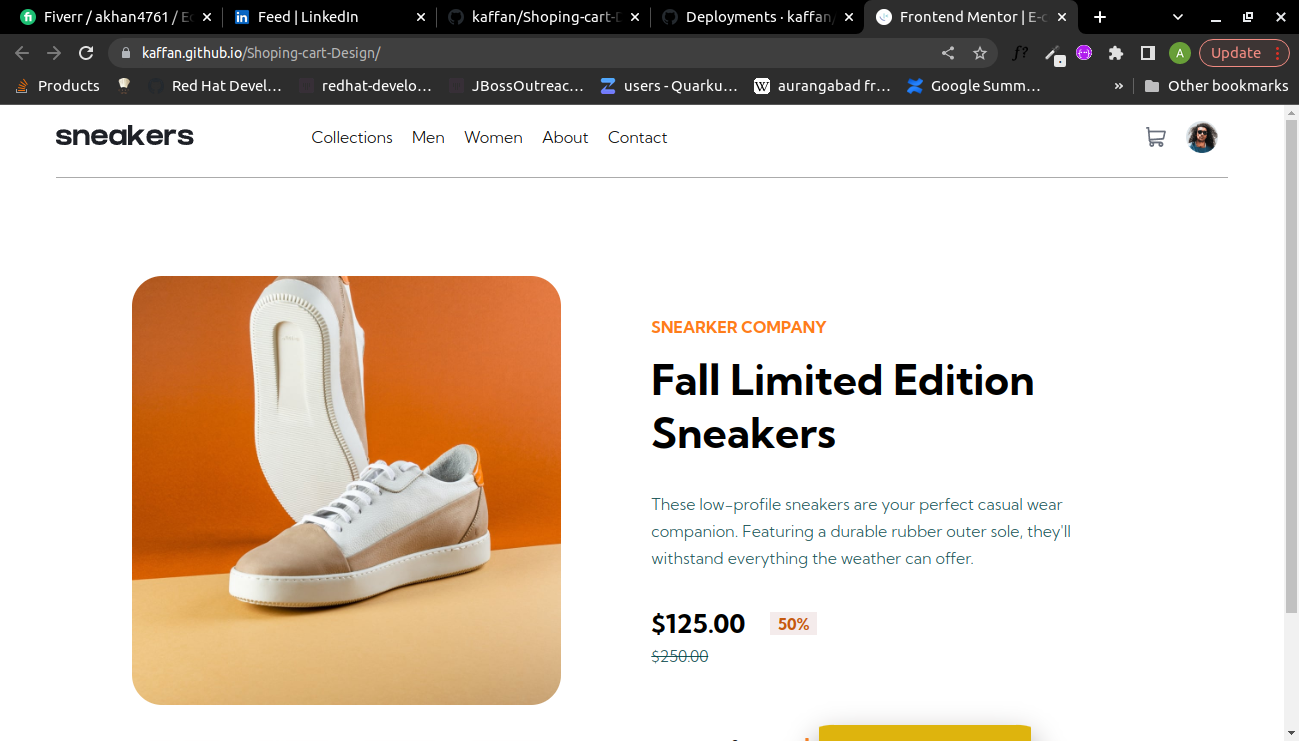 Fiverr / akhan4761 / Ec
Feed | LinkedIn
kaffan/Shoping-cart-D
Deployments · kaffan/
Frontend Mentor | E-c
kaffan.github.io/Shoping-cart-Design/
f?
A
Update
Products
Red Hat Devel...
redhat-develo...
JBossOutreac...
users - Quarku...
W
aurangabad fr...
Google Summ...
»
Other bookmarks
sneakers
Collections
Men
Women
About
Contact
SNEARKER COMPANY
Fall Limited Edition
Sneakers
These low-profile sneakers are your perfect casual wear
companion. Featuring a durable rubber outer sole, they'll
withstand everything the weather can offer.
$125.00
50%
$250.00